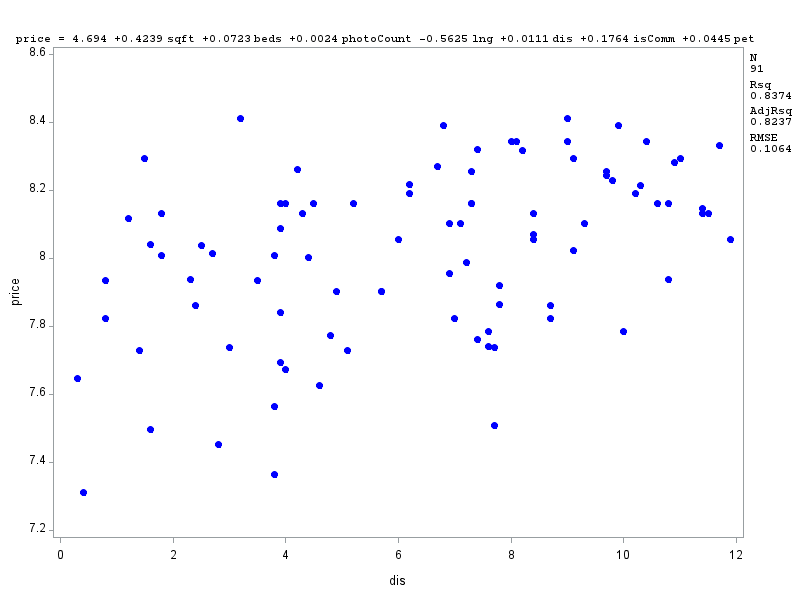 price = 4.694 +0.4239 sqft +0.0723 beds +0.0024 photoCount -0.5625 lng +0.0111 dis +0.1764 isComm +0.0445 pet
N
91
Rsq
0.8374
AdjRsq
0.8237
RMSE
0.1064
8.6
8.4
8.2
8
7.8
7.6
7.4
7.2
price
0 2 4 6 8 10 12
dis